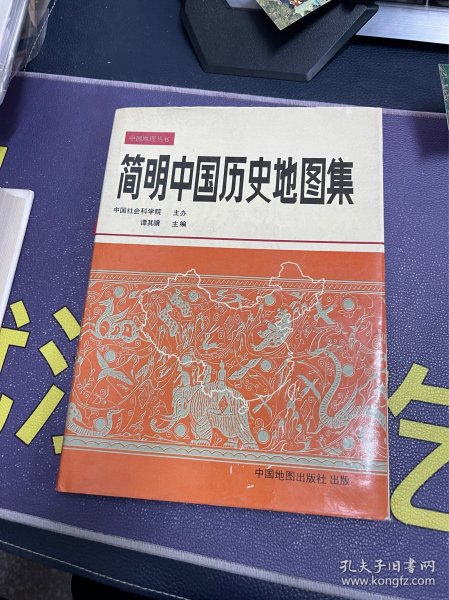 中国地理丛书
简明中国历史地图集
中国社会科学院 主办
谭其骧 主编
中国地图出版社 出版
孔夫子旧书网
www.kongfz.com